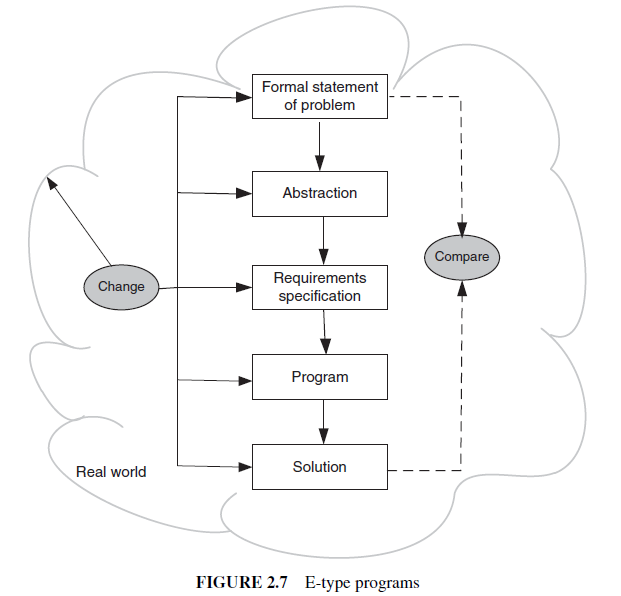 Formal statement
of problem
Abstraction
Compare
Requirements
specification
Change
Program
Solution
Real world
FIGURE 2.7 E-type programs